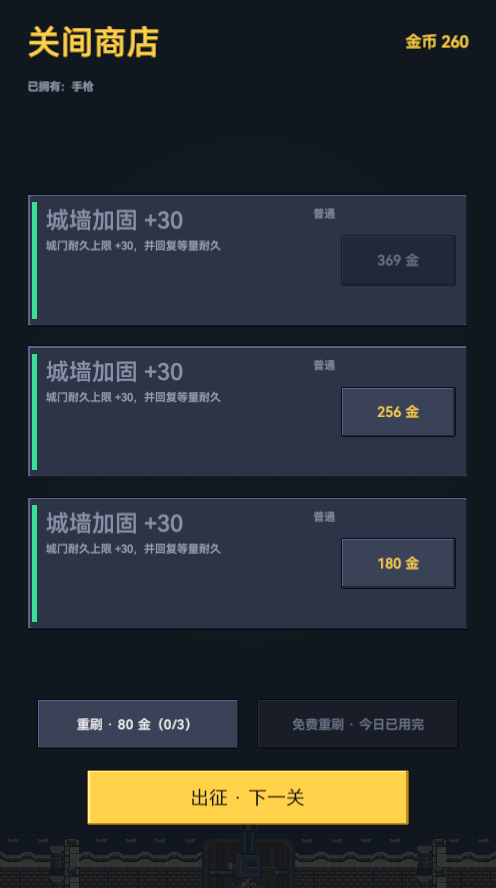 关间商店
金币 260
已拥有：手枪
城墙加固 +30
普通
城门耐久上限 +30，并回复等量耐久
369 金
城墙加固 +30
普通
城门耐久上限 +30，并回复等量耐久
256 金
城墙加固 +30
普通
城门耐久上限 +30，并回复等量耐久
180 金
重刷 · 80 金（0/3）
免费重刷 · 今日已用完
出征 · 下一关